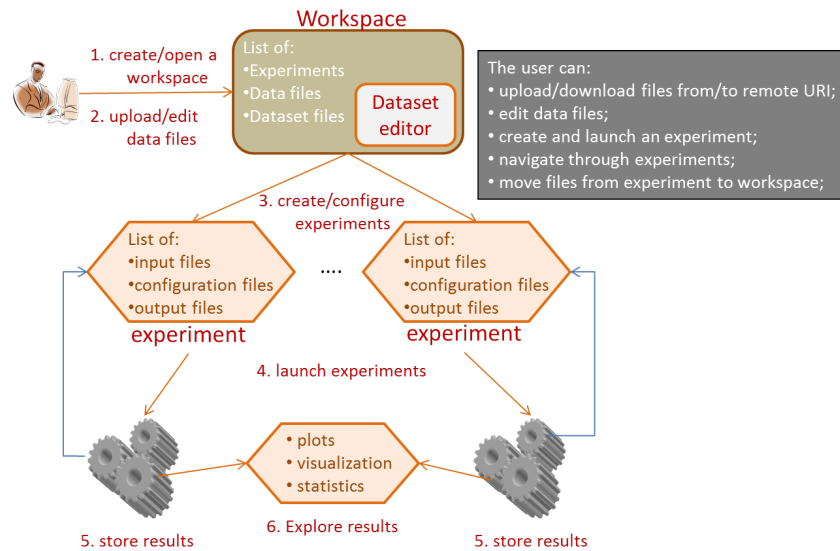 Workspace
1. create/open a
workspace
2. upload/edit
data files
List of:
•Experiments
•Data files
•Dataset files
Dataset
editor
The user can:
• upload/download files from/to remote URI;
• edit data files;
• create and launch an experiment;
• navigate through experiments;
• move files from experiment to workspace;
3. create/configure
experiments
List of:
•input files
•configuration files
•output files
experiment
....
List of:
•input files
•configuration files
•output files
experiment
4. launch experiments
• plots
• visualization
• statistics
5. store results
6. Explore results
5. store results